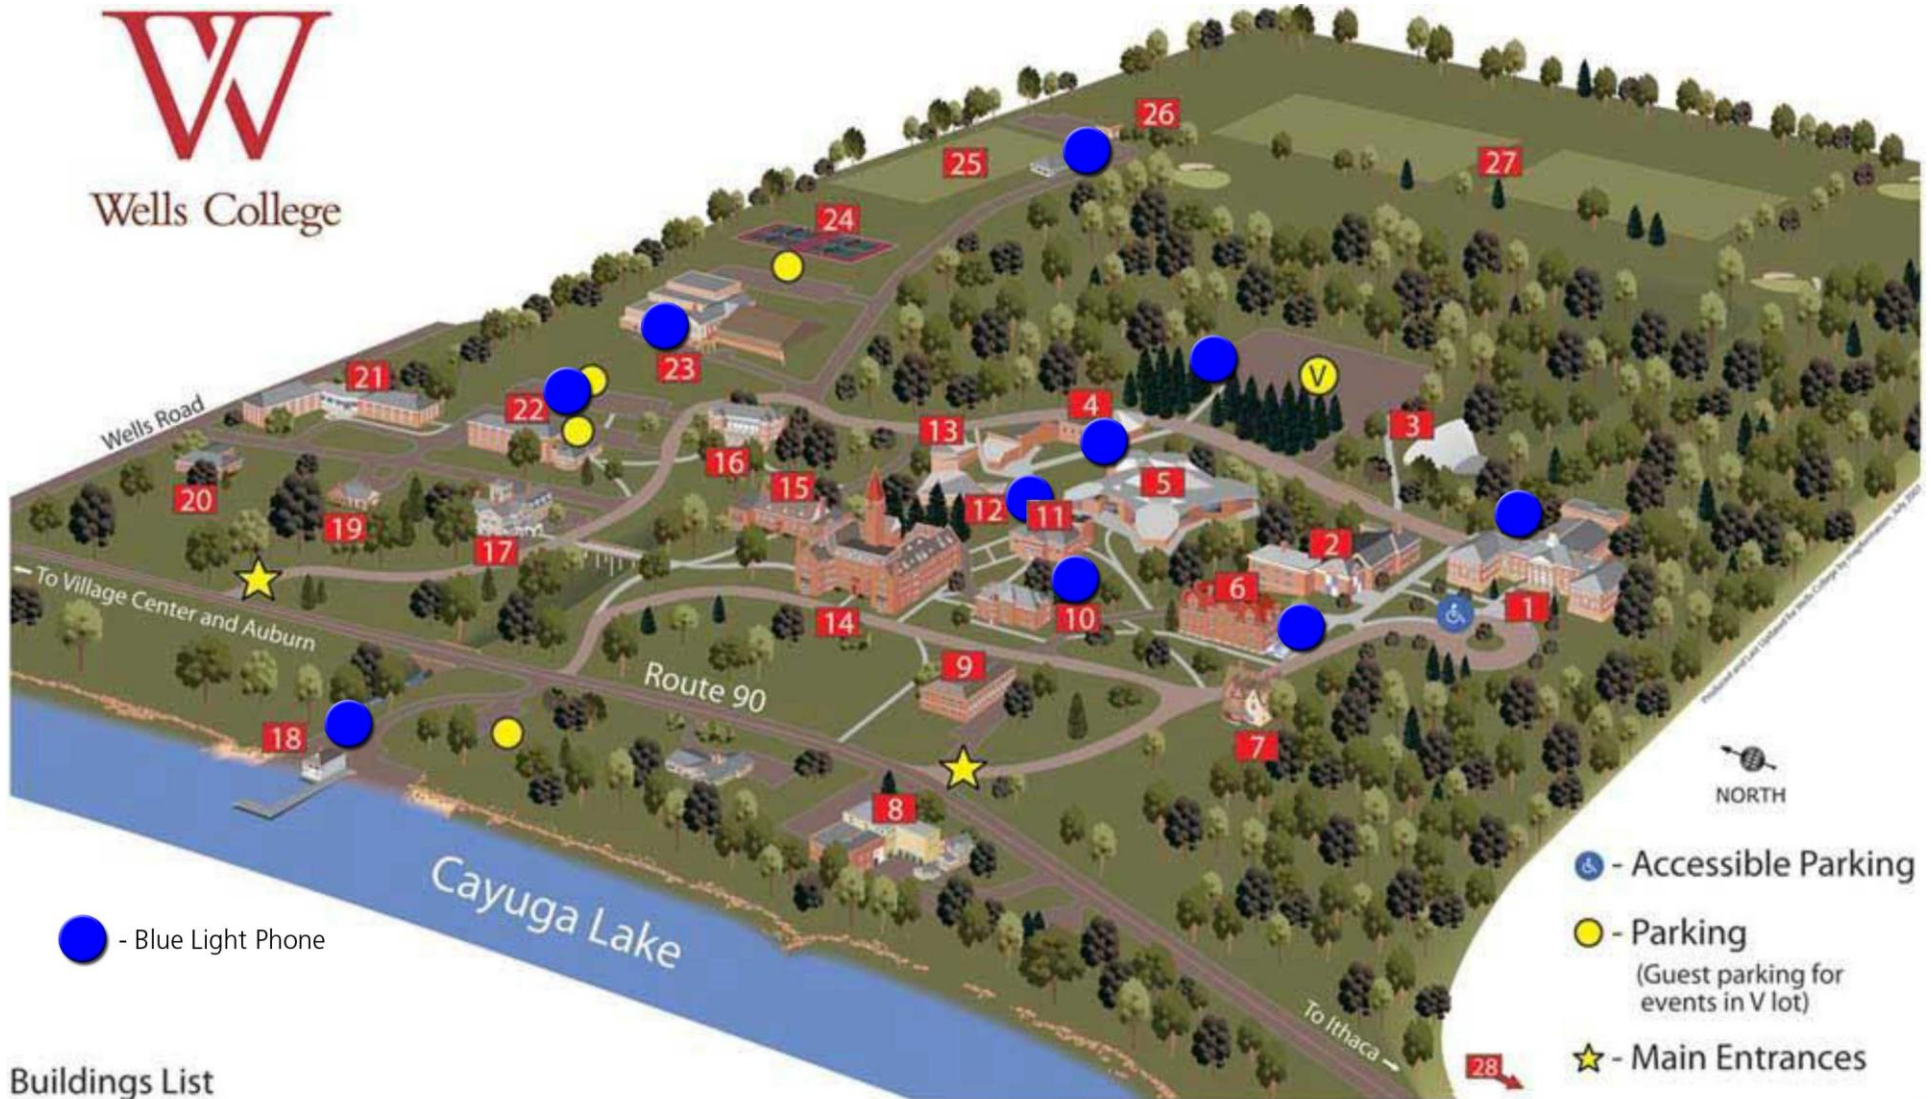 W
Wells College
26
25
27
24
23
21
22
V
Wells Road
4
3
13
16
5
15
20
12
11
19
17
2
6
1
10
14
← To Village Center and Auburn
9
Route 90
18
7
8
NORTH
Cayuga Lake
- Blue Light Phone
- Accessible Parking
- Parking
(Guest parking for
events in V lot)
To Ithaca →
28
- Main Entrances
Buildings List